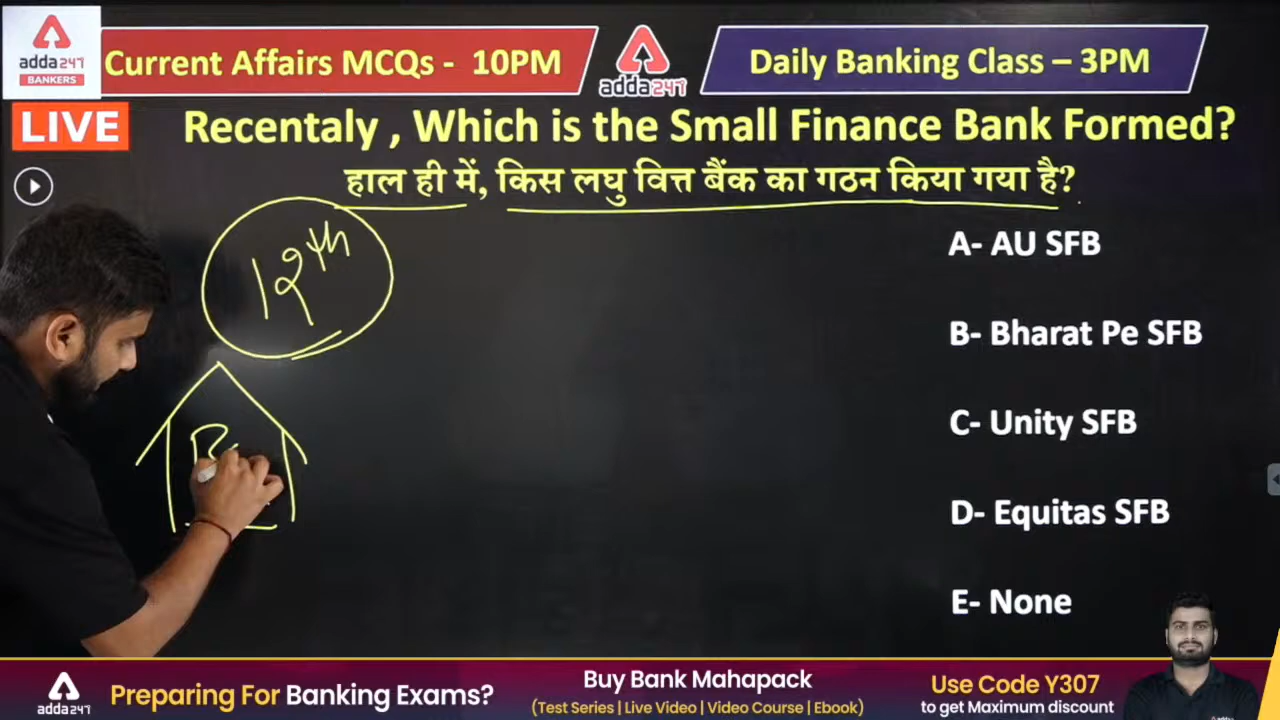 adda247
BANKERS
Current Affairs MCQs - 10PM
adda247
Daily Banking Class – 3PM
LIVE
Recentaly , Which is the Small Finance Bank Formed?
हाल ही में, किस लघु वित्त बैंक का गठन किया गया है?
12th
A- AU SFB
B- Bharat Pe SFB
C- Unity SFB
D- Equitas SFB
E- None
adda247
Preparing For Banking Exams?
Buy Bank Mahapack
(Test Series | Live Video | Video Course | Ebook)
Use Code Y307
to get Maximum discount